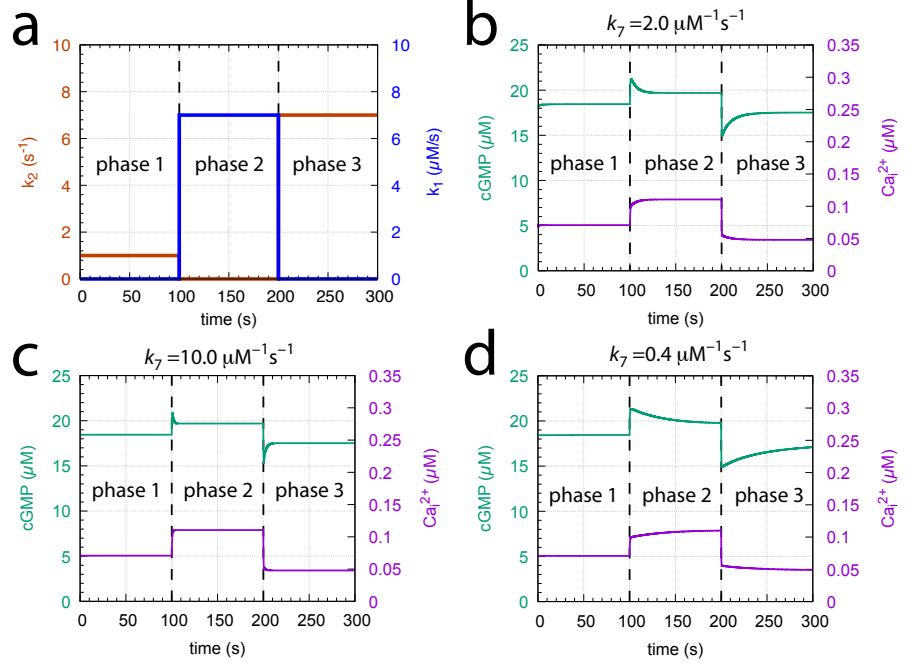 a
10
8
6
4
2
0
k₂ (s⁻¹)
phase 1
phase 2
phase 3
10
8
6
4
2
0
k₁ (µM/s)
0 50 100 150 200 250 300
time (s)
b
k₇ =2.0 µM⁻¹s⁻¹
25
20
15
10
5
0
cGMP (µM)
phase 1
phase 2
phase 3
0.35
0.3
0.25
0.2
0.15
0.1
0.05
0
Caᵢ²⁺ (µM)
0 50 100 150 200 250 300
time (s)
c
k₇ =10.0 µM⁻¹s⁻¹
25
20
15
10
5
0
cGMP (µM)
phase 1
phase 2
phase 3
0.35
0.3
0.25
0.2
0.15
0.1
0.05
0
Caᵢ²⁺ (µM)
0 50 100 150 200 250 300
time (s)
d
k₇ =0.4 µM⁻¹s⁻¹
25
20
15
10
5
0
cGMP (µM)
phase 1
phase 2
phase 3
0.35
0.3
0.25
0.2
0.15
0.1
0.05
0
Caᵢ²⁺ (µM)
0 50 100 150 200 250 300
time (s)